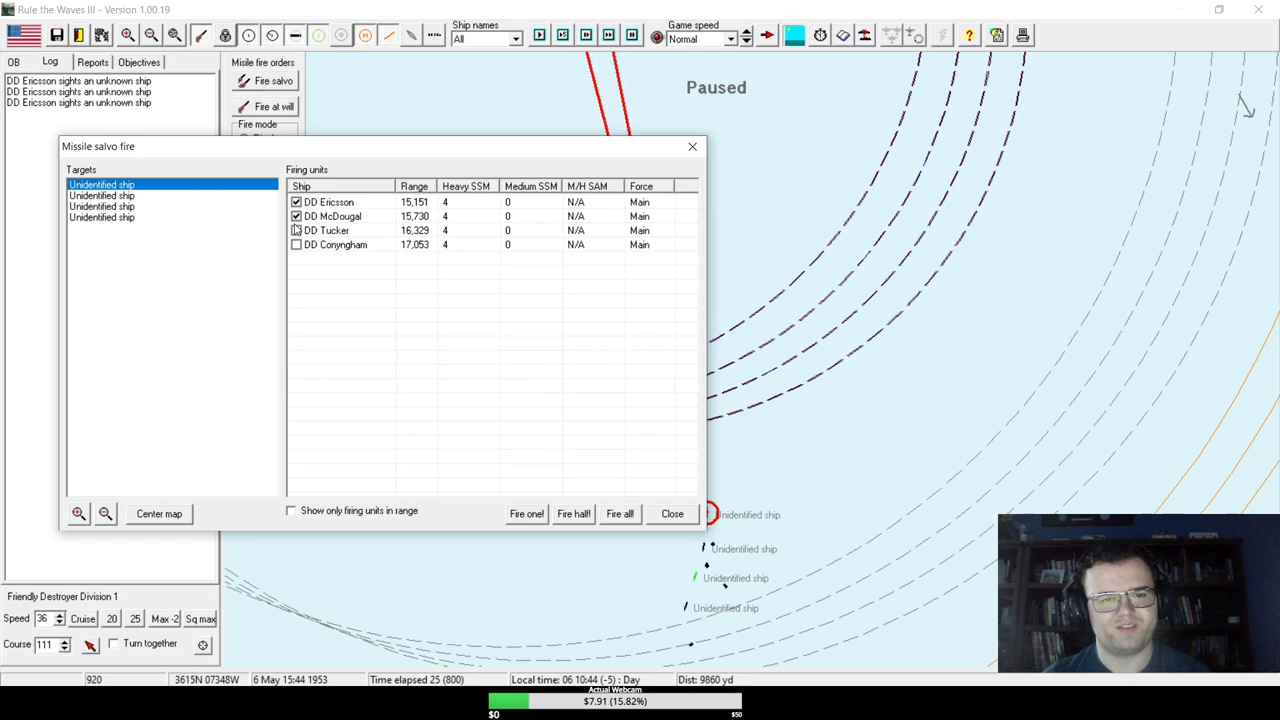 Rule the Waves III - Version 1.00.19
Ship names
All
Game speed
Normal
OB
Log
Reports
Objectives
DD Ericsson sights an unknown ship
DD Ericsson sights an unknown ship
DD Ericsson sights an unknown ship
Misile fire orders
Fire salvo
Fire at will
Fire mode
Paused
Missile salvo fire
Targets
Unidentified ship
Unidentified ship
Unidentified ship
Unidentified ship
Firing units
Ship Range Heavy SSM Medium SSM M/H SAM Force
DD Ericsson 15,151 4 0 N/A Main
DD McDougal 15,730 4 0 N/A Main
DD Tucker 16,329 4 0 N/A Main
DD Conyngham 17,053 4 0 N/A Main
Center map
Show only firing units in range
Fire one!
Fire half!
Fire all!
Close
Unidentified ship
Unidentified ship
Unidentified ship
Unidentified ship
Friendly Destroyer Division 1
Speed 36 Cruise 20 25 Max -2 Sq max
Course 111 Turn together
920 3615N 07348W 6 May 15:44 1953 Time elapsed 25 (800) Local time: 06 10:44 (-5) : Day Dist: 9860 yd
Actual Webcam
$7.91 (15.82%)
$0
$50